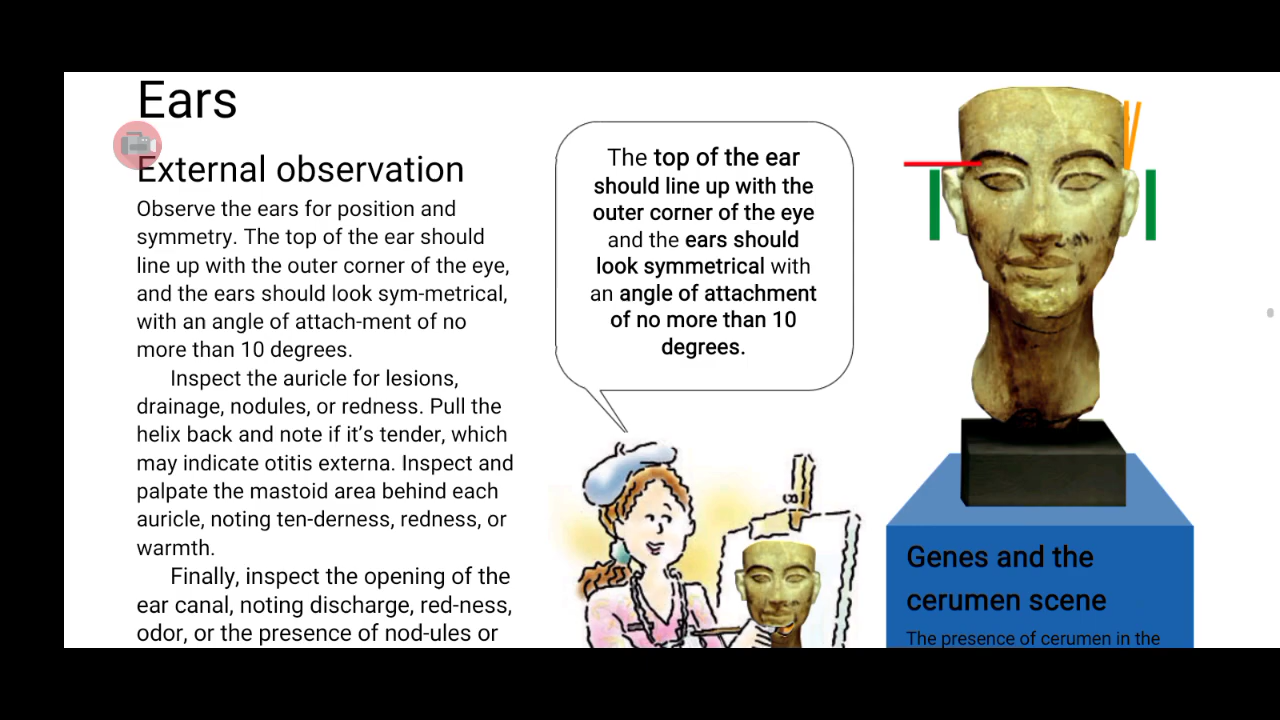 Ears
External observation
Observe the ears for position and
symmetry. The top of the ear should
line up with the outer corner of the eye,
and the ears should look sym-metrical,
with an angle of attach-ment of no
more than 10 degrees.
Inspect the auricle for lesions,
drainage, nodules, or redness. Pull the
helix back and note if it’s tender, which
may indicate otitis externa. Inspect and
palpate the mastoid area behind each
auricle, noting ten-derness, redness, or
warmth.
Finally, inspect the opening of the
ear canal, noting discharge, red-ness,
odor, or the presence of nod-ules or
The top of the ear
should line up with the
outer corner of the eye
and the ears should
look symmetrical with
an angle of attachment
of no more than 10
degrees.
Genes and the
cerumen scene
The presence of cerumen in the